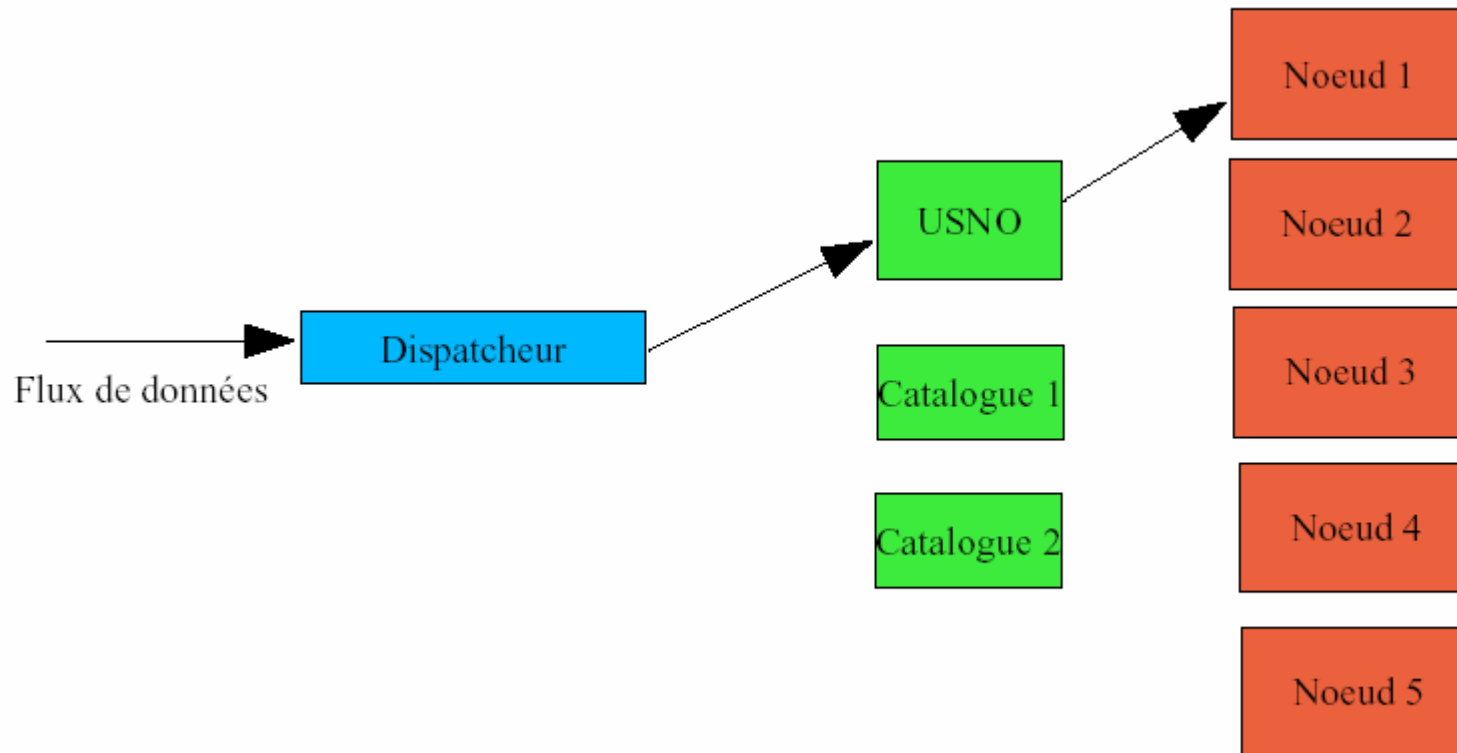 Flux de données
Dispatcheur
USNO
Catalogue 1
Catalogue 2
Noeud 1
Noeud 2
Noeud 3
Noeud 4
Noeud 5